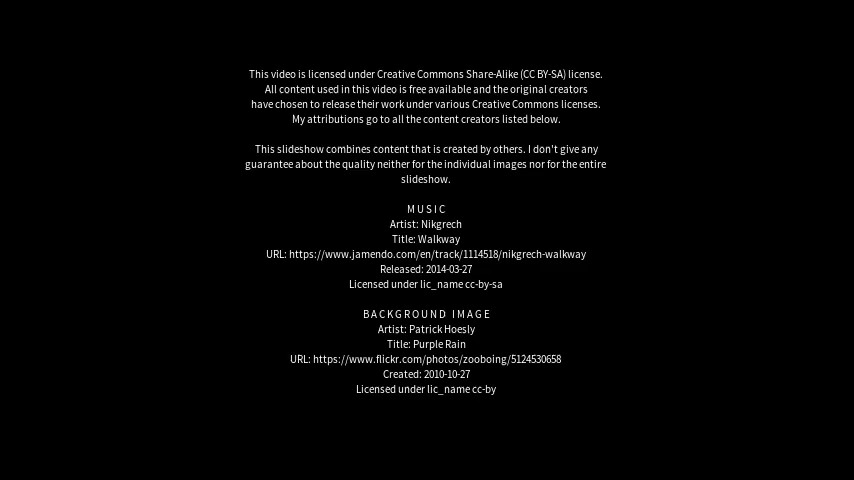 This video is licensed under Creative Commons Share-Alike (CC BY-SA) license.
All content used in this video is free available and the original creators
have chosen to release their work under various Creative Commons licenses.
My attributions go to all the content creators listed below.
This slideshow combines content that is created by others. I don't give any
guarantee about the quality neither for the individual images nor for the entire
slideshow.
M U S I C
Artist: Nikgrech
Title: Walkway
URL: https://www.jamendo.com/en/track/1114518/nikgrech-walkway
Released: 2014-03-27
Licensed under lic_name cc-by-sa
B A C K G R O U N D   I M A G E
Artist: Patrick Hoesly
Title: Purple Rain
URL: https://www.flickr.com/photos/zooboing/5124530658
Created: 2010-10-27
Licensed under lic_name cc-by